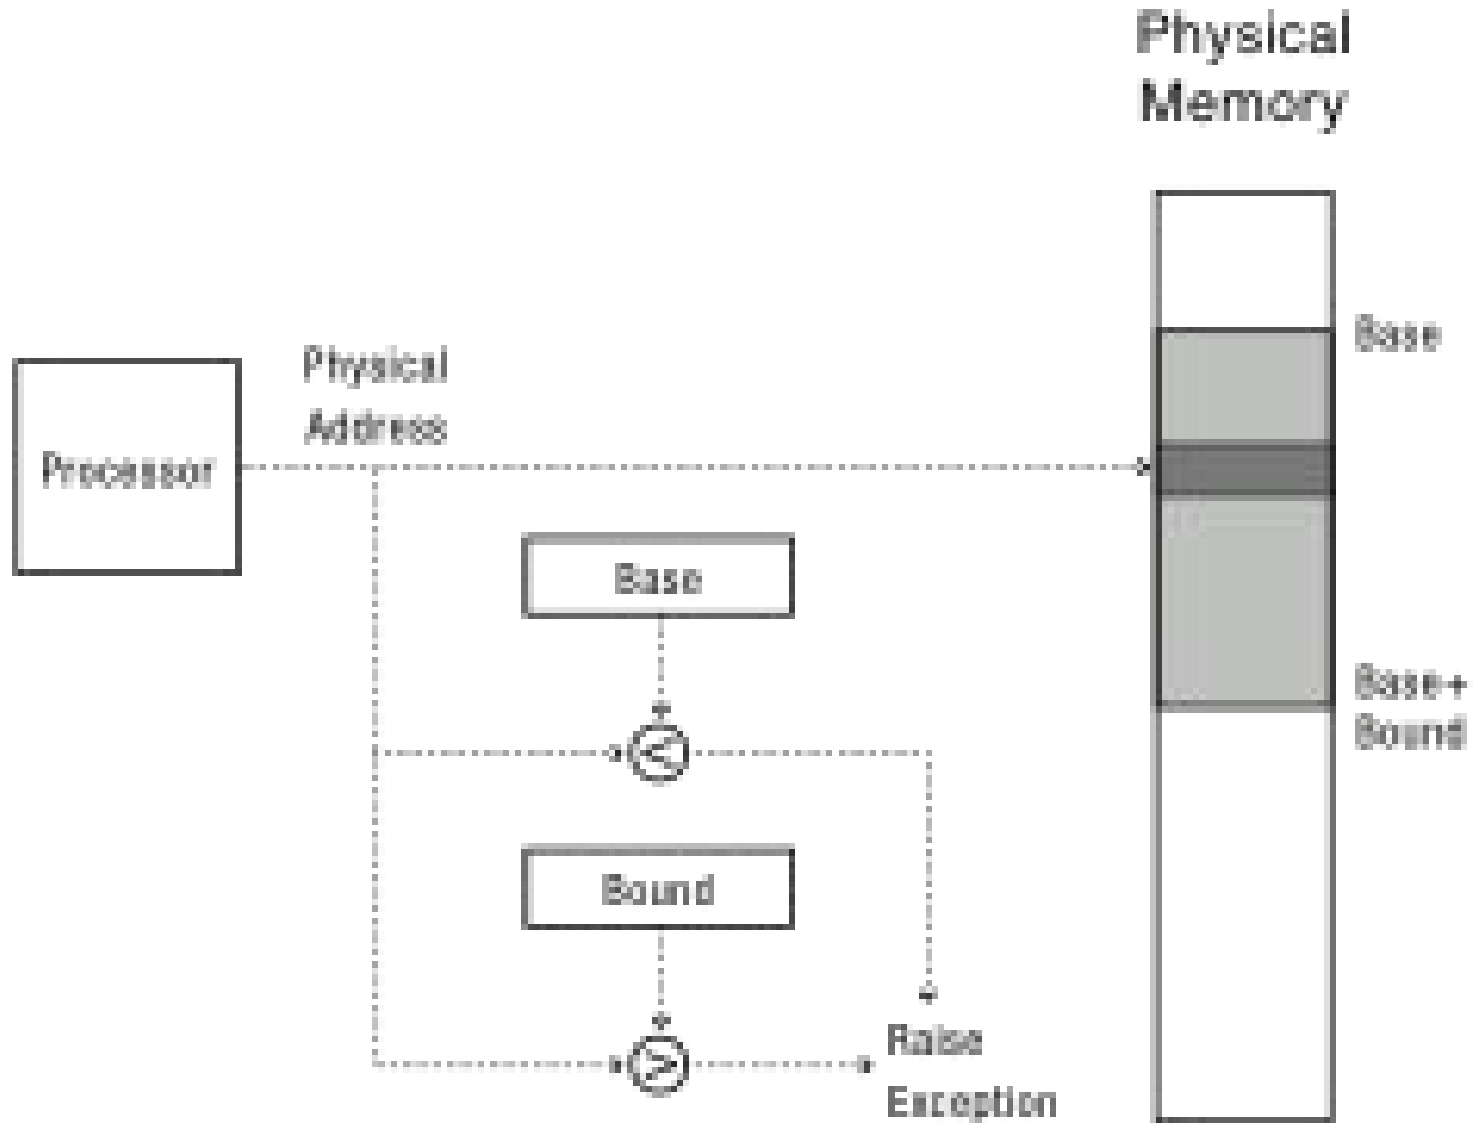 Physical
Memory
Base
Physical
Address
Processor
Base
<
Base+
Bound
Bound
>
Raise
Exception